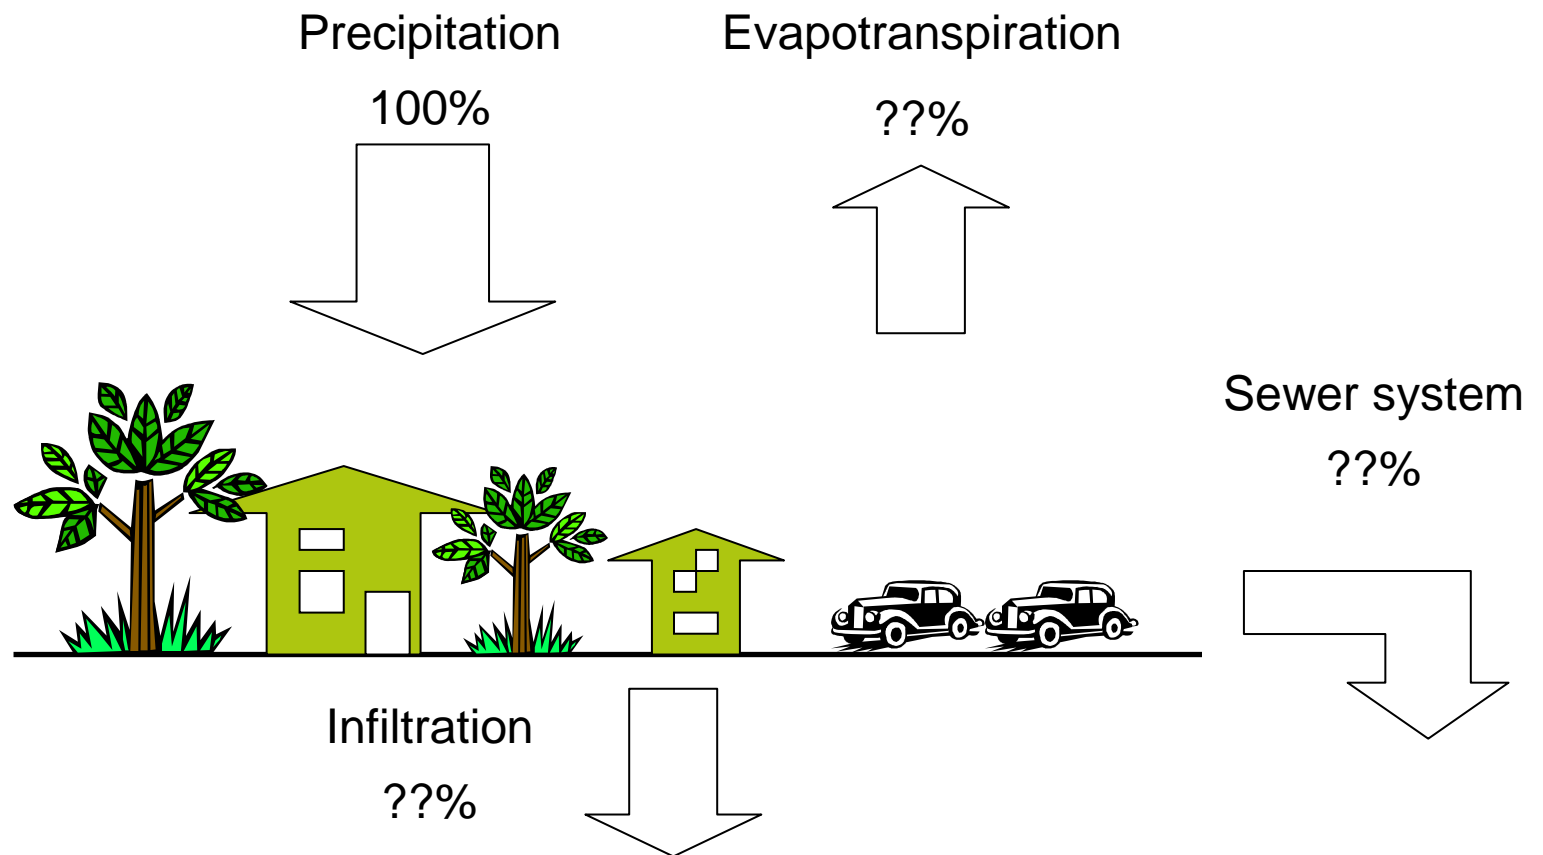 Precipitation
100%
Evapotranspiration
??%
Sewer system
??%
Infiltration
??%